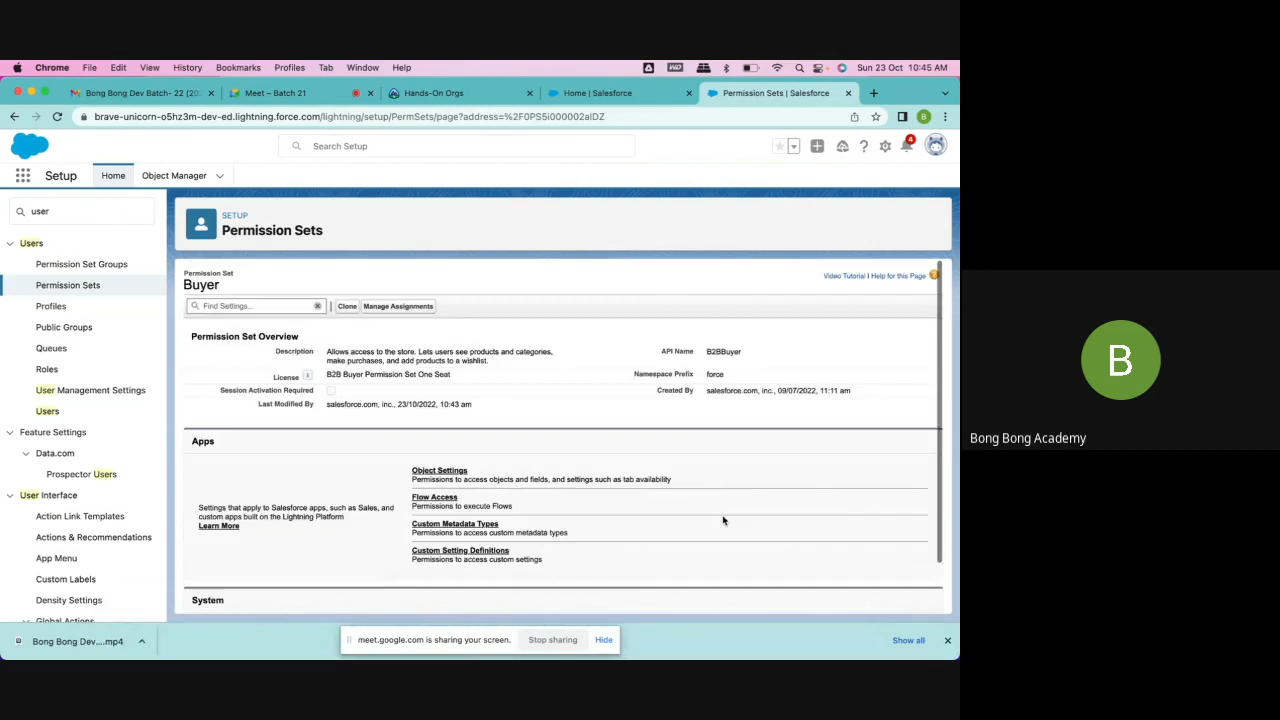 Chrome File Edit View History Bookmarks Profiles Tab Window Help
Sun 23 Oct 10:45 AM
Bong Bong Dev Batch- 22 (20
Meet – Batch 21
Hands-On Orgs
Home | Salesforce
Permission Sets | Salesforce
brave-unicorn-o5hz3m-dev-ed.lightning.force.com/lightning/setup/PermSets/page?address=%2F0PS5i000002alDZ
B
Search Setup
4
Setup
Home
Object Manager
user
Users
Permission Set Groups
Permission Sets
Profiles
Public Groups
Queues
Roles
User Management Settings
Users
Feature Settings
Data.com
Prospector Users
User Interface
Action Link Templates
Actions & Recommendations
App Menu
Custom Labels
Density Settings
Global Actions
SETUP
Permission Sets
Permission Set
Buyer
Video Tutorial | Help for this Page
Find Settings...
Clone
Manage Assignments
Permission Set Overview
Description
Allows access to the store. Lets users see products and categories,
make purchases, and add products to a wishlist.
API Name
B2BBuyer
License
B2B Buyer Permission Set One Seat
Namespace Prefix
force
Session Activation Required
Created By
salesforce.com, inc., 09/07/2022, 11:11 am
Last Modified By
salesforce.com, inc., 23/10/2022, 10:43 am
Apps
Settings that apply to Salesforce apps, such as Sales, and
custom apps built on the Lightning Platform
Learn More
Object Settings
Permissions to access objects and fields, and settings such as tab availability
Flow Access
Permissions to execute Flows
Custom Metadata Types
Permissions to access custom metadata types
Custom Setting Definitions
Permissions to access custom settings
System
Bong Bong Dev....mp4
meet.google.com is sharing your screen.
Stop sharing
Hide
Show all
B
Bong Bong Academy